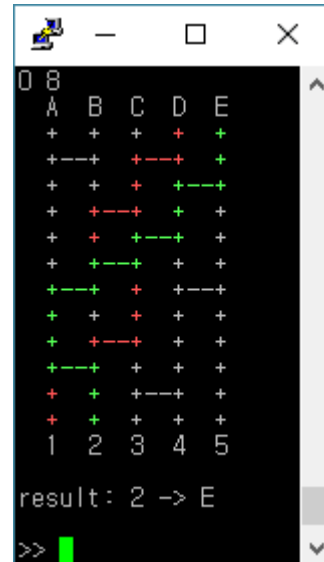 0 8
A B C D E
+ + + + +
+--+ +--+ +
+ + + +--+
+ +--+ + +
+ + +--+ +
+ +--+ + +
+--+ + +--+
+ + + + +
+ +--+ + +
+--+ + + +
+ + +--+ +
+ + + + +
1 2 3 4 5
result: 2 -> E
>>